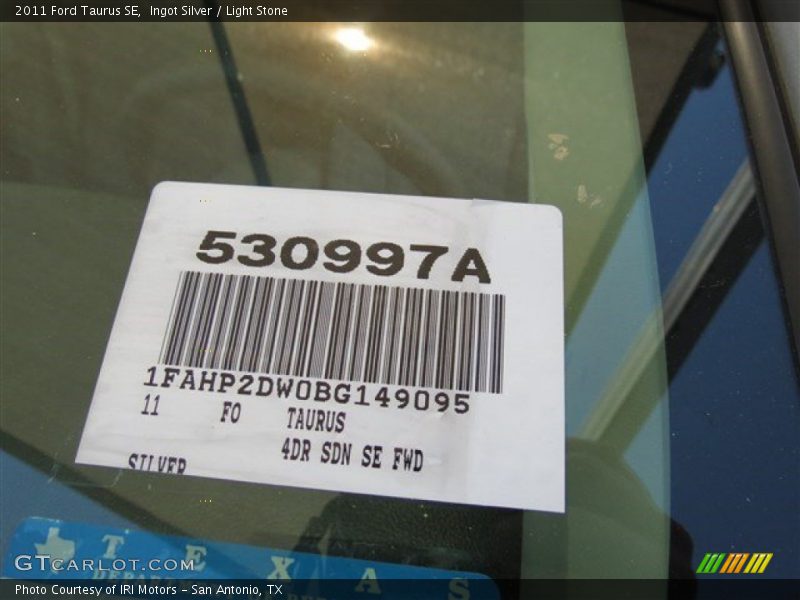 2011 Ford Taurus SE, Ingot Silver / Light Stone
530997A
1FAHP2DW0BG149095
11 FO TAURUS
4DR SDN SE FWD
SILVER
TEXAS
GTcarlot.com
Photo Courtesy of IRI Motors - San Antonio, TX